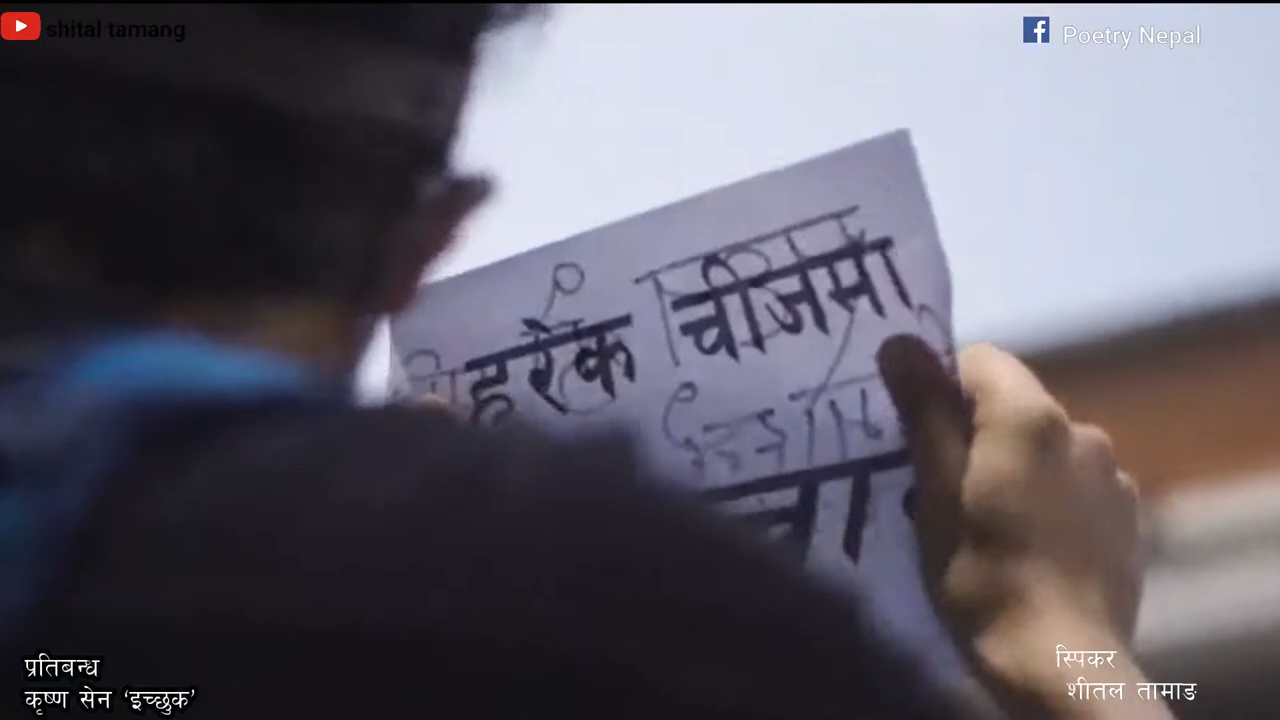 shital tamang
Poetry Nepal
हरेक चीजमा
प्रतिबन्ध
कृष्ण सेन ‘इच्छुक’
स्पिकर
शीतल तामाङ